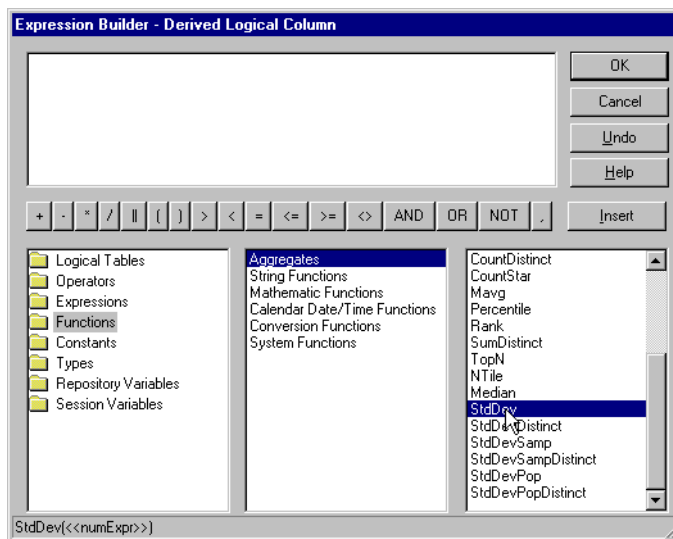 Expression Builder - Derived Logical Column
OK
Cancel
Undo
Help
+ - * / || ( ) > < = <= >= <> AND OR NOT ,
Insert
Logical Tables
Operators
Expressions
Functions
Constants
Types
Repository Variables
Session Variables
Aggregates
String Functions
Mathematic Functions
Calendar Date/Time Functions
Conversion Functions
System Functions
CountDistinct
CountStar
Mavg
Percentile
Rank
SumDistinct
TopN
NTile
Median
StdDev
StdDevDistinct
StdDevSamp
StdDevSampDistinct
StdDevPop
StdDevPopDistinct
StdDev(<<numExpr>>)